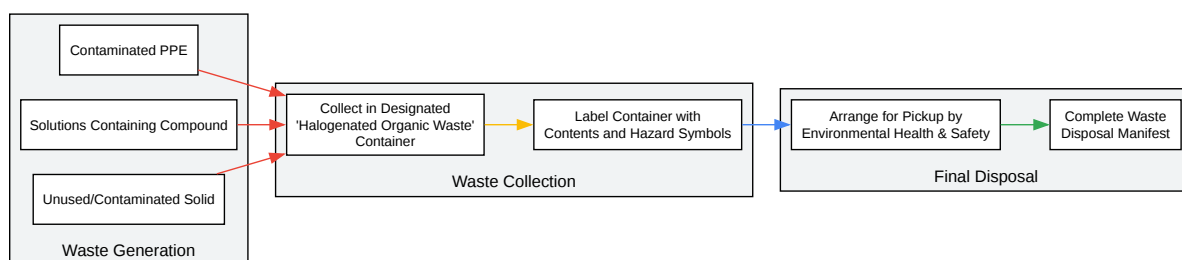 Contaminated PPE
Solutions Containing Compound
Unused/Contaminated Solid
Waste Generation
Collect in Designated
'Halogenated Organic Waste'
Container
Label Container with
Contents and Hazard Symbols
Waste Collection
Arrange for Pickup by
Environmental Health & Safety
Complete Waste
Disposal Manifest
Final Disposal